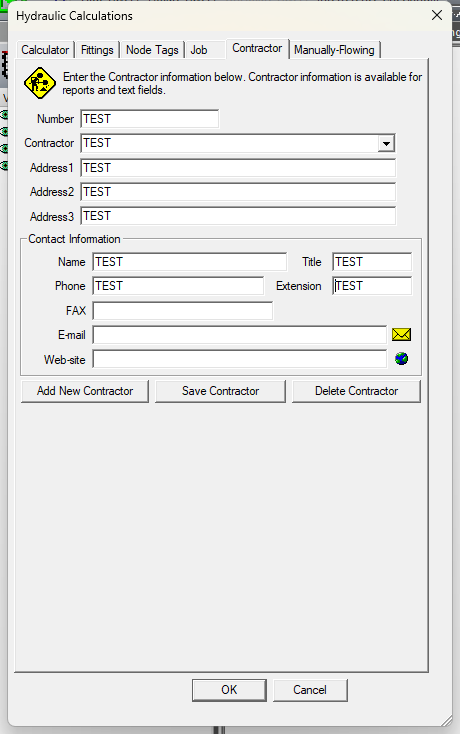 Hydraulic Calculations
Calculator Fittings Node Tags Job Contractor Manually-Flowing
Enter the Contractor information below. Contractor information is available for
reports and text fields.
Number TEST
Contractor TEST
Address1 TEST
Address2 TEST
Address3 TEST
Contact Information
Name TEST Title TEST
Phone TEST Extension TEST
FAX
E-mail
Web-site
Add New Contractor Save Contractor Delete Contractor
OK Cancel